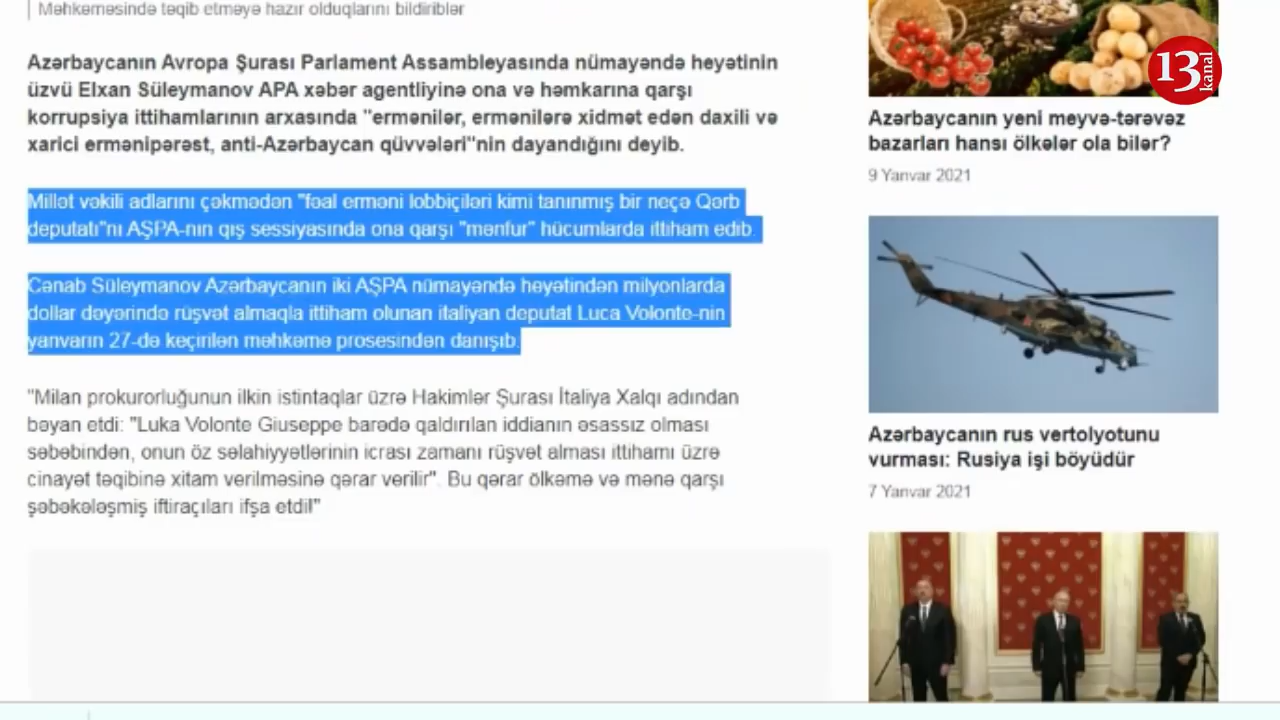 Məhkəməsində təqib etməyə hazır olduqlarını bildiriblər
Azərbaycanın Avropa Şurası Parlament Assambleyasında nümayəndə heyətinin
üzvü Elxan Süleymanov APA xəbər agentliyinə ona və həmkarına qarşı
korrupsiya ittihamlarının arxasında "ermənilər, ermənilərə xidmət edən daxili və
xarici erməni­pərəst, anti-Azərbaycan qüvvələri"nin dayandığını deyib.
Millət vəkili adlarını çəkmədən "fəal erməni lobbiçiləri kimi tanınmış bir neçə Qərb
deputatı"nı AŞPA-nın qış sessiyasında ona qarşı "mənfur" hücumlarda ittiham edib.
Cənab Süleymanov Azərbaycanın iki AŞPA nümayəndə heyətindən milyonlarda
dollar dəyərində rüşvət almaqla ittiham olunan italiyan deputat Luca Volonte-nin
yanvarın 27-də keçirilən məhkəmə prosesindən danışıb.
"Milan prokurorluğunun ilkin istintaqlar üzrə Hakimlər Şurası İtaliya Xalqı adından
bəyan etdi: "Luka Volonte Giuseppe barədə qaldırılan iddianın əsassız olması
səbəbindən, onun öz səlahiyyətlərinin icrası zamanı rüşvət alması ittihamı üzrə
cinayət təqibinə xitam verilməsinə qərar verilir". Bu qərar ölkəmə və mənə qarşı
şəbəkələşmiş iftiraçıları ifşa etdi!"
13 kanal
Azərbaycanın yeni meyvə-tərəvəz
bazarları hansı ölkələr ola bilər?
9 Yanvar 2021
Azərbaycanın rus vertolyotunu
vurması: Rusiya işi böyüdür
7 Yanvar 2021